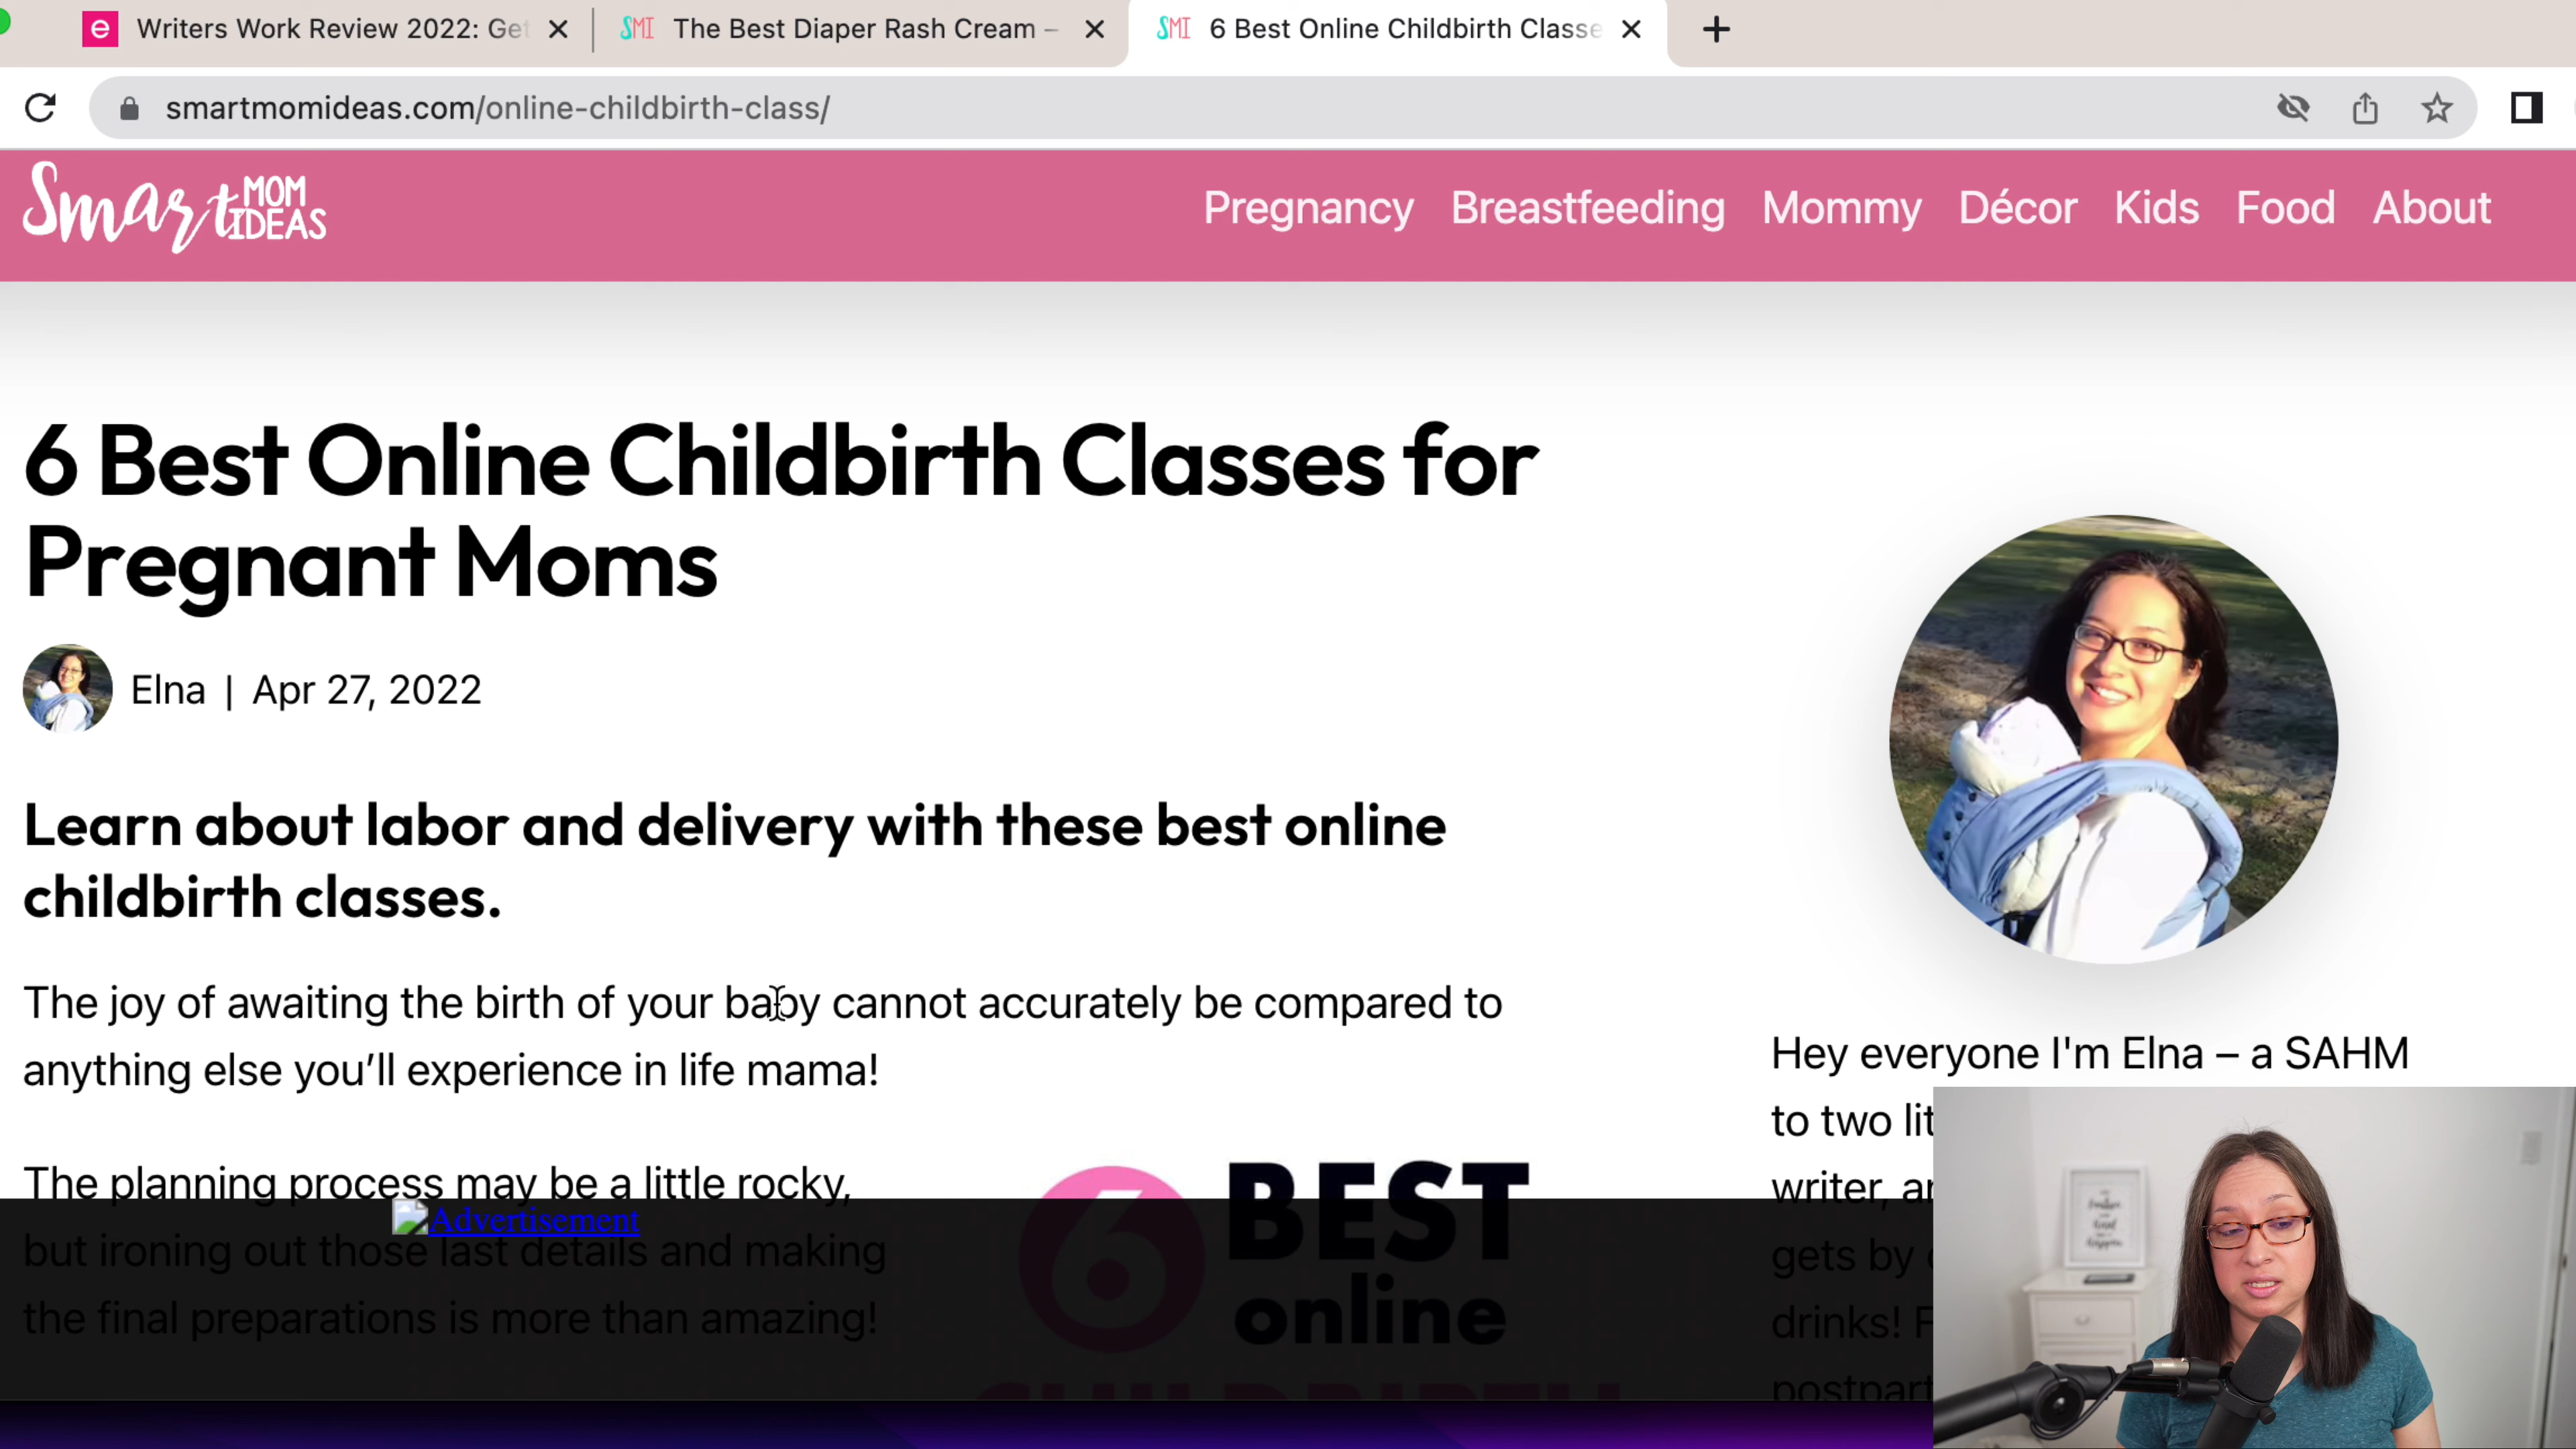 Writers Work Review 2022: Get
SMI The Best Diaper Rash Cream –
SMI 6 Best Online Childbirth Classe
smartmomideas.com/online-childbirth-class/
Smart MOM IDEAS
Pregnancy Breastfeeding Mommy Décor Kids Food About
6 Best Online Childbirth Classes for
Pregnant Moms
Elna | Apr 27, 2022
Learn about labor and delivery with these best online
childbirth classes.
The joy of awaiting the birth of your baby cannot accurately be compared to
anything else you’ll experience in life mama!
The planning process may be a little rocky,
Advertisement
but ironing out those last details and making
the final preparations is more than amazing!
6 BEST
online
CHILDBIRTH
Hey everyone I'm Elna – a SAHM
to two lit
writer, ar
gets by
drinks! F
postpart